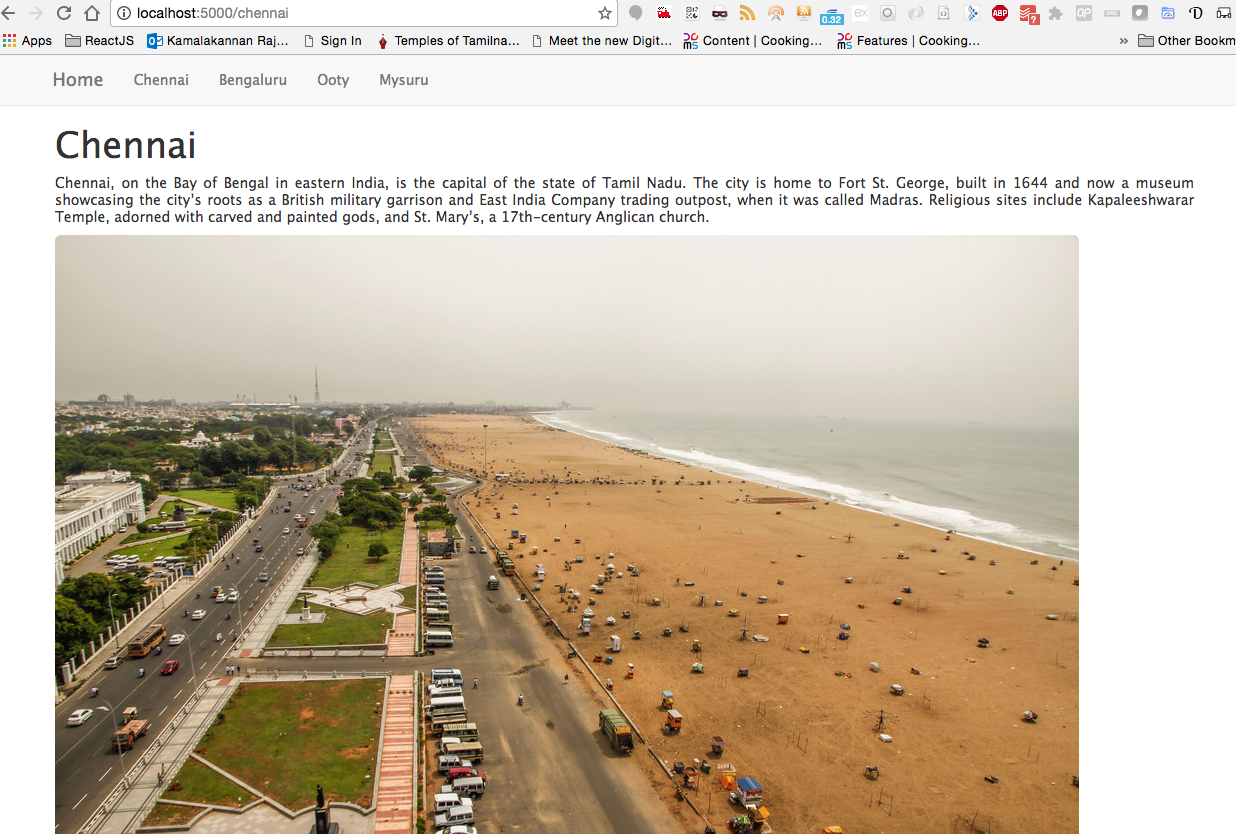 localhost:5000/chennai
0.32
ex
ABP
?
OP
Apps ReactJS Kamalakannan Raj... Sign In Temples of Tamilna... Meet the new Digit... Content | Cooking... Features | Cooking... » Other Bookm
Home Chennai Bengaluru Ooty Mysuru
Chennai
Chennai, on the Bay of Bengal in eastern India, is the capital of the state of Tamil Nadu. The city is home to Fort St. George, built in 1644 and now a museum
showcasing the city’s roots as a British military garrison and East India Company trading outpost, when it was called Madras. Religious sites include Kapaleeshwarar
Temple, adorned with carved and painted gods, and St. Mary’s, a 17th-century Anglican church.